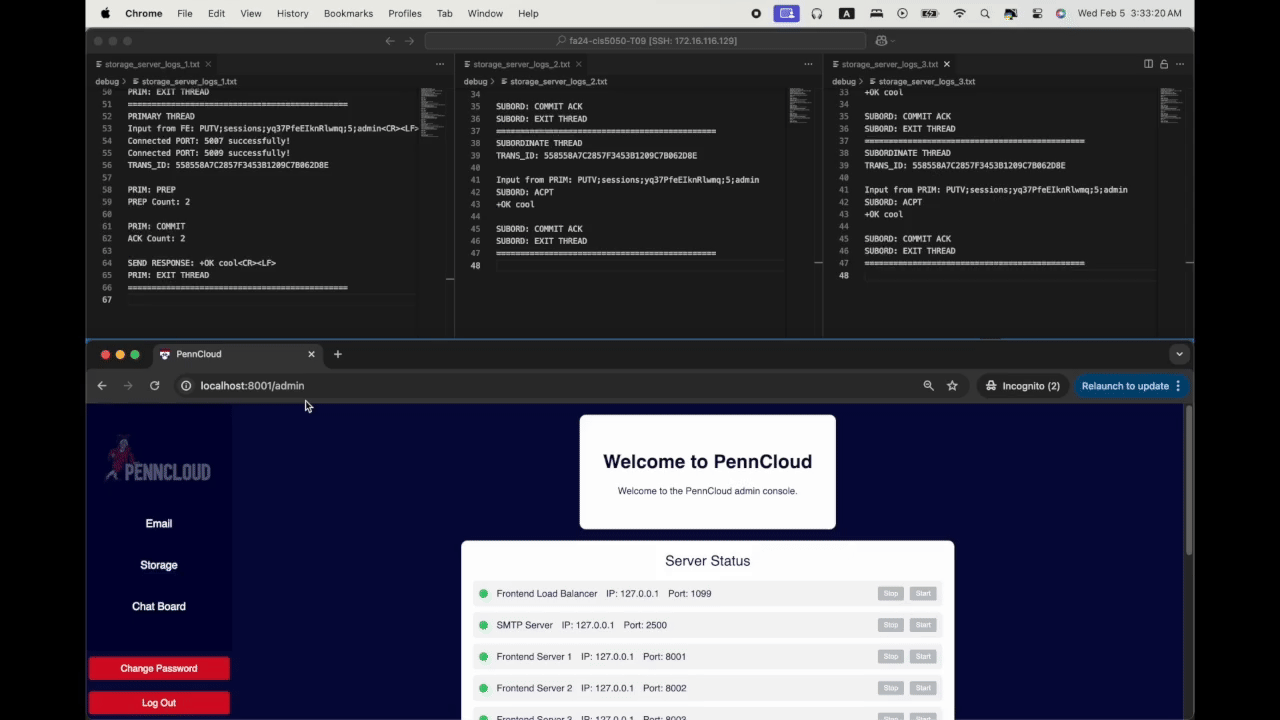 Chrome File Edit View History Bookmarks Profiles Tab Window Help A Wed Feb 5 3:33:20 AM
fa24-cis5050-T09 [SSH: 172.16.116.129]
storage_server_logs_1.txt
debug > storage_server_logs_1.txt
50 PRIM: EXIT THREAD
51 ==============================================
52 PRIMARY THREAD
53 Input from FE: PUTV;sessions;yq37PfeEIknRlwmq;5;admin<CR><LF>
54 Connected PORT: 5007 successfully!
55 Connected PORT: 5009 successfully!
56 TRANS_ID: 558558A7C2857F3453B1209C7B062D8E
57
58 PRIM: PREP
59 PREP Count: 2
60
61 PRIM: COMMIT
62 ACK Count: 2
63
64 SEND RESPONSE: +OK cool<CR><LF>
65 PRIM: EXIT THREAD
66 ==============================================
67
storage_server_logs_2.txt
debug > storage_server_logs_2.txt
34
35 SUBORD: COMMIT ACK
36 SUBORD: EXIT THREAD
37 ==============================================
38 SUBORDINATE THREAD
39 TRANS_ID: 558558A7C2857F3453B1209C7B062D8E
40
41 Input from PRIM: PUTV;sessions;yq37PfeEIknRlwmq;5;admin
42 SUBORD: ACPT
43 +OK cool
44
45 SUBORD: COMMIT ACK
46 SUBORD: EXIT THREAD
47 ==============================================
48
storage_server_logs_3.txt
debug > storage_server_logs_3.txt
33 +OK cool
34
35 SUBORD: COMMIT ACK
36 SUBORD: EXIT THREAD
37 ==============================================
38 SUBORDINATE THREAD
39 TRANS_ID: 558558A7C2857F3453B1209C7B062D8E
40
41 Input from PRIM: PUTV;sessions;yq37PfeEIknRlwmq;5;admin
42 SUBORD: ACPT
43 +OK cool
44
45 SUBORD: COMMIT ACK
46 SUBORD: EXIT THREAD
47 ==============================================
48
PennCloud
localhost:8001/admin Incognito (2) Relaunch to update
PENNCLOUD
Email
Storage
Chat Board
Change Password
Log Out
Welcome to PennCloud
Welcome to the PennCloud admin console.
Server Status
Frontend Load Balancer IP: 127.0.0.1 Port: 1099 Stop Start
SMTP Server IP: 127.0.0.1 Port: 2500 Stop Start
Frontend Server 1 IP: 127.0.0.1 Port: 8001 Stop Start
Frontend Server 2 IP: 127.0.0.1 Port: 8002 Stop Start
Frontend Server 3 IP: 127.0.0.1 Port: 8003 Stop Start